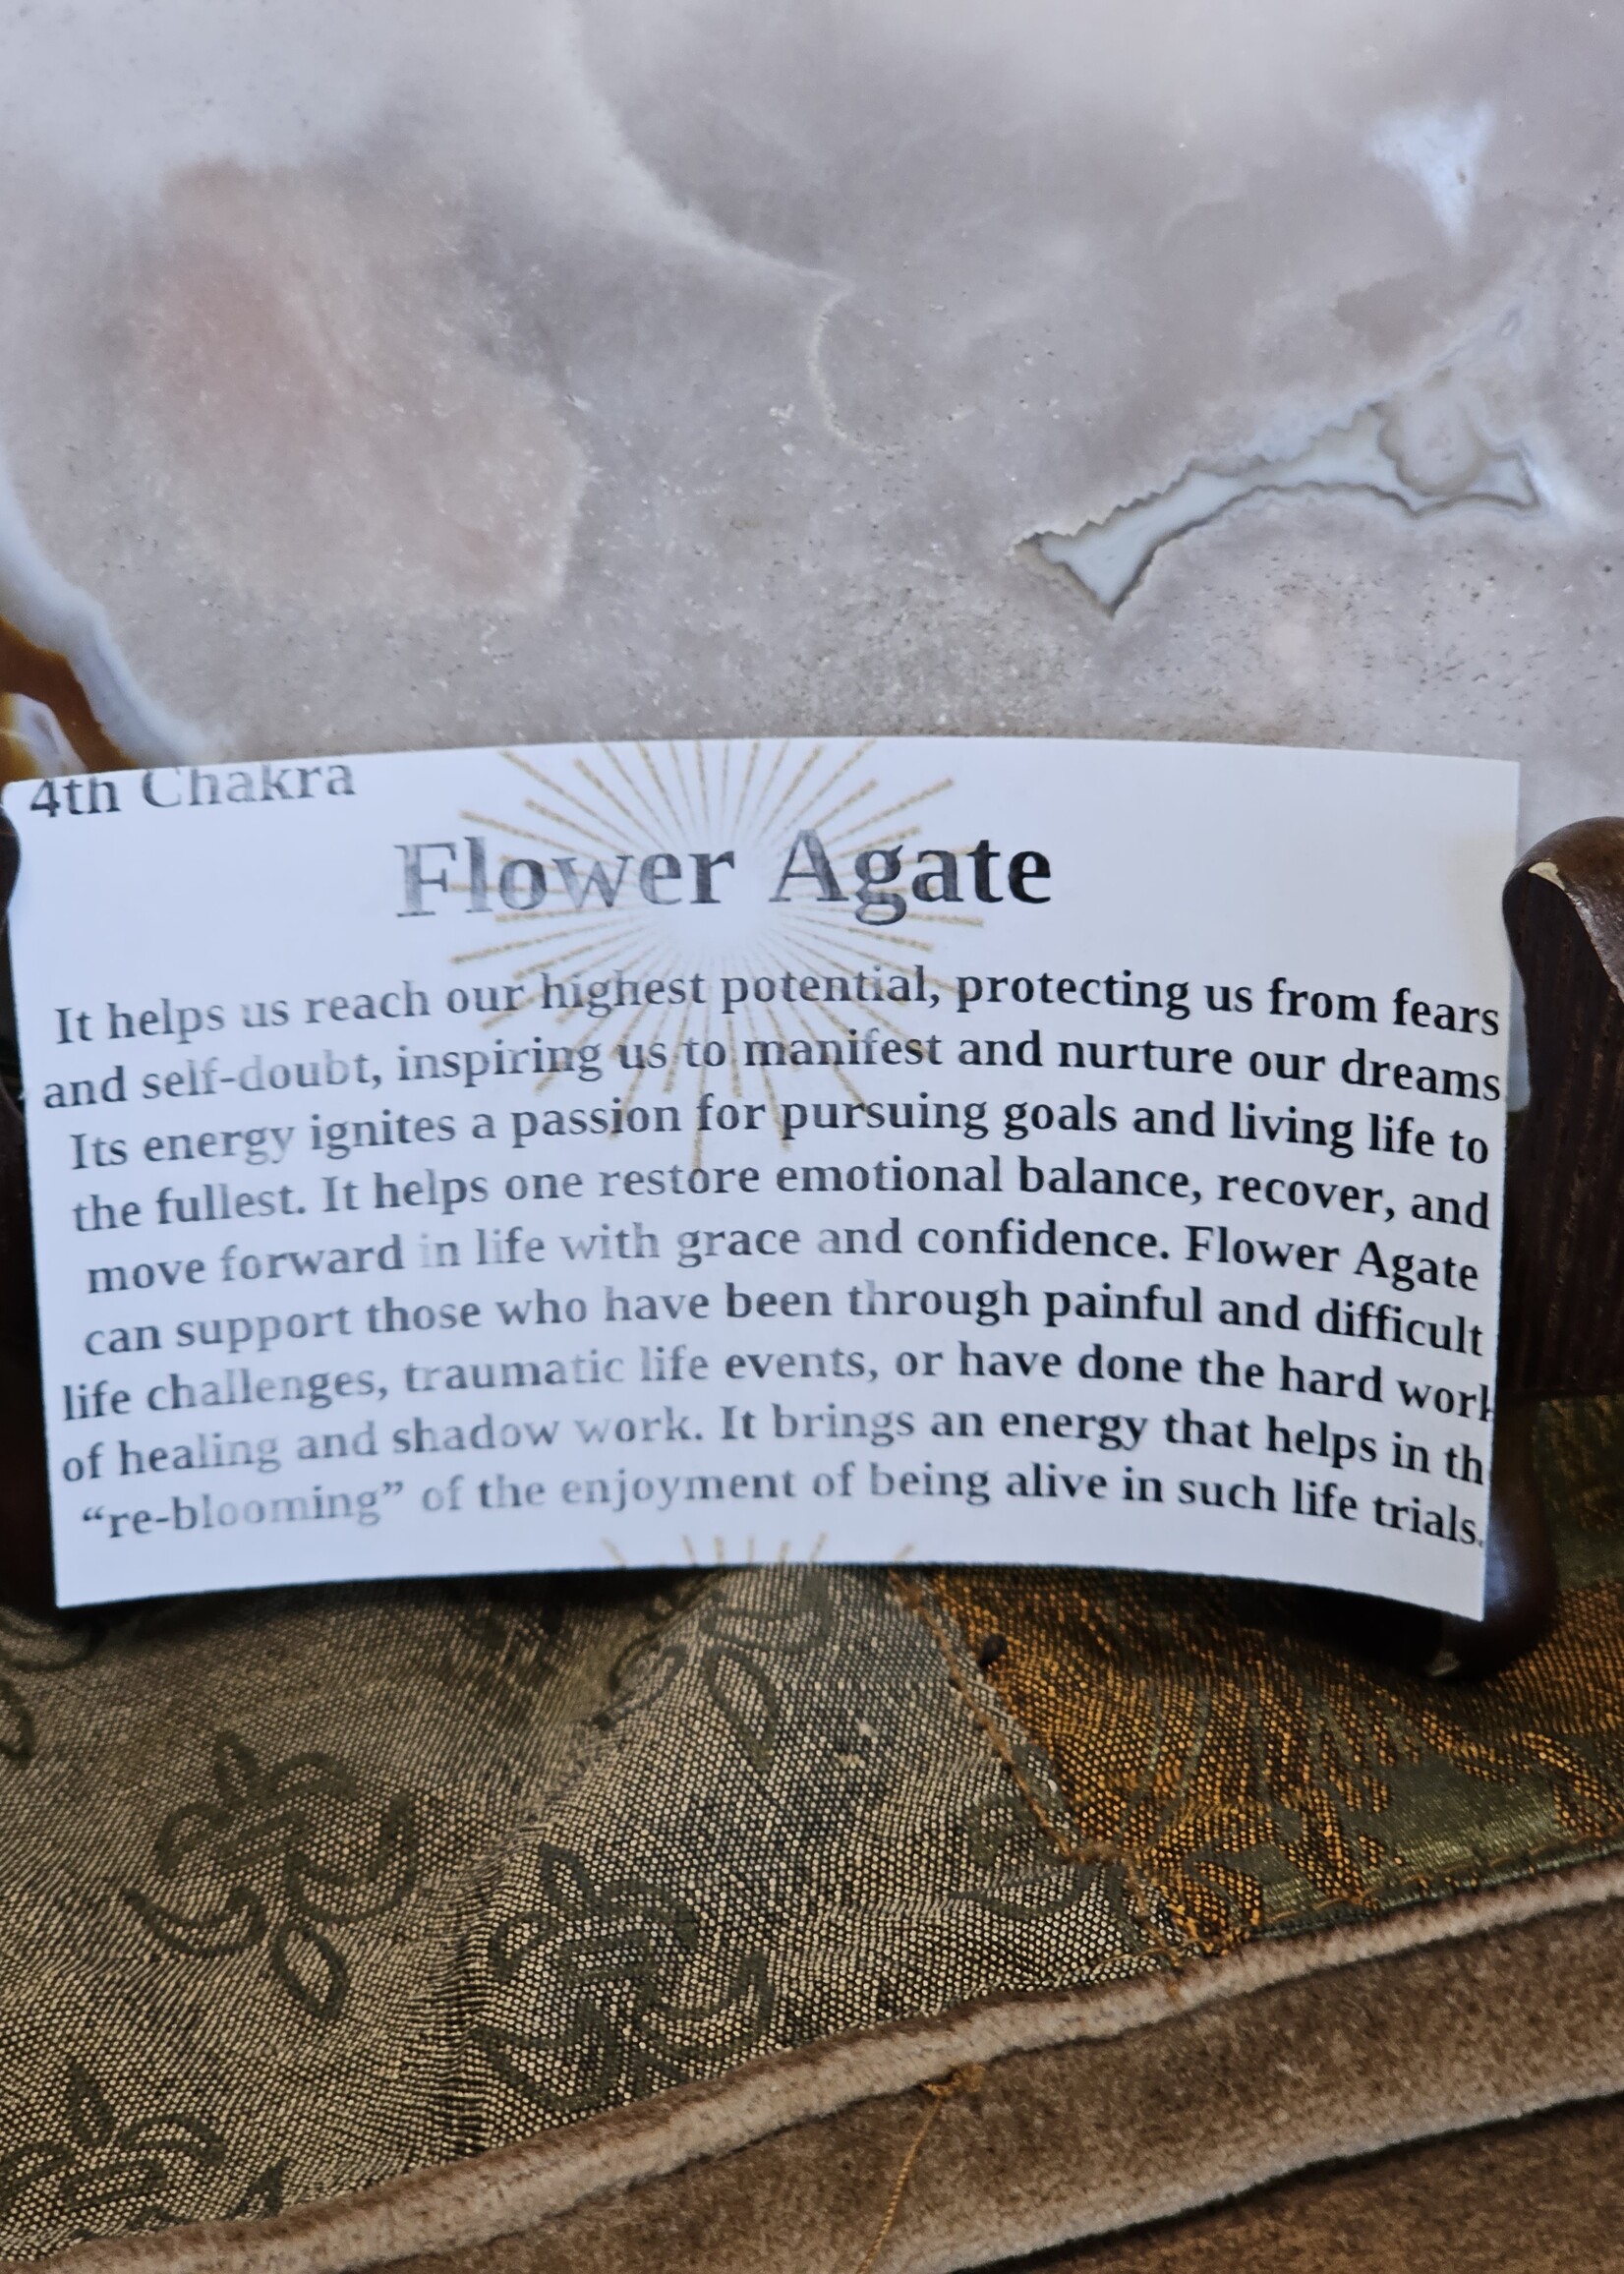 4th Chakra
Flower Agate
It helps us reach our highest potential, protecting us from fears
and self-doubt, inspiring us to manifest and nurture our dreams
Its energy ignites a passion for pursuing goals and living life to
the fullest. It helps one restore emotional balance, recover, and
move forward in life with grace and confidence. Flower Agate
can support those who have been through painful and difficult
life challenges, traumatic life events, or have done the hard work
of healing and shadow work. It brings an energy that helps in th
“re-blooming” of the enjoyment of being alive in such life trials.